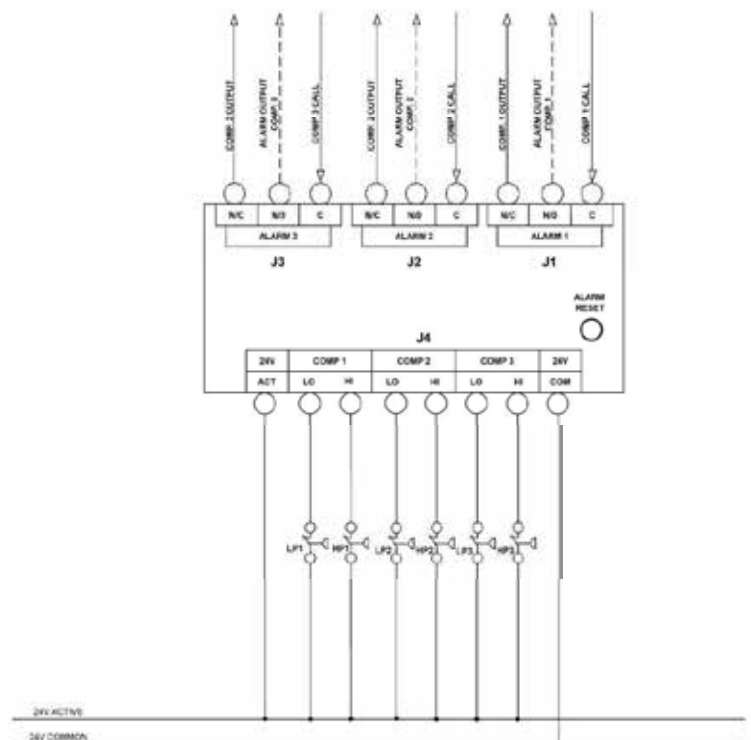 COMP. 3 OUTPUT
ALARM OUTPUT
COMP. 3
COMP 3 CALL
COMP. 2 OUTPUT
ALARM OUTPUT
COMP. 2
COMP 2 CALL
COMP. 1 OUTPUT
ALARM OUTPUT
COMP. 1
COMP 1 CALL
N/C N/O C
N/C N/O C
N/C N/O C
ALARM 3
ALARM 2
ALARM 1
J3
J2
J1
ALARM
RESET
J4
24V COMP 1 COMP 2 COMP 3 24V
ACT LO HI LO HI LO HI COM
LP1 HP1 LP2 HP2 LP3 HP3
24V ACTIVE
24V COMMON